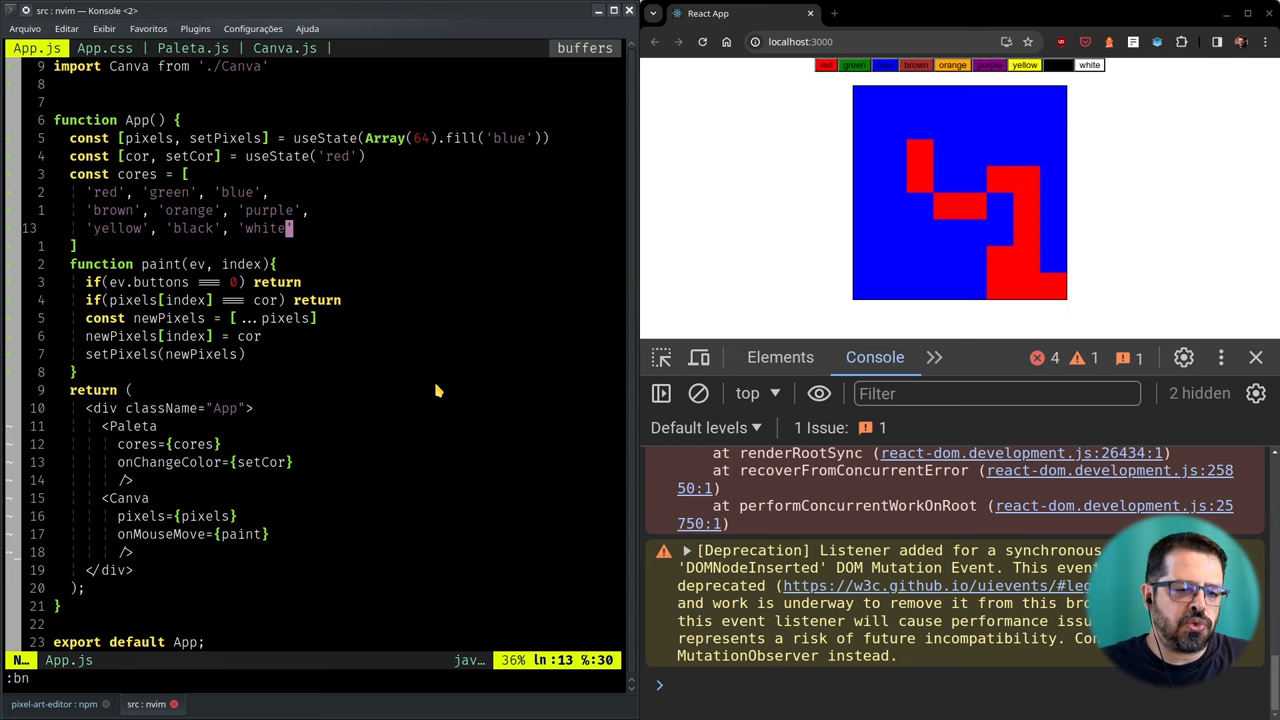 src : nvim — Konsole <2>
Arquivo Editar Exibir Favoritos Plugins Configurações Ajuda
App.js App.css | Paleta.js | Canva.js | buffers
9 import Canva from './Canva'
8
7
6 function App() {
5 const [pixels, setPixels] = useState(Array(64).fill('blue'))
4 const [cor, setCor] = useState('red')
3 const cores = [
2 'red', 'green', 'blue',
1 'brown', 'orange', 'purple',
13 'yellow', 'black', 'white'
1 ]
2 function paint(ev, index){
3 if(ev.buttons === 0) return
4 if(pixels[index] === cor) return
5 const newPixels = [...pixels]
6 newPixels[index] = cor
7 setPixels(newPixels)
8 }
9 return (
10 <div className="App">
11 <Paleta
12 cores={cores}
13 onChangeColor={setCor}
14 />
15 <Canva
16 pixels={pixels}
17 onMouseMove={paint}
18 />
19 </div>
20 );
21 }
22
23 export default App;
N… App.js jav… 36% ln:13 %:30
:bn
pixel-art-editor : npm
src : nvim
React App
localhost:3000
red green blue brown orange purple yellow white
Elements Console 4 1 1
top Filter 2 hidden
Default levels 1 Issue: 1
at renderRootSync (react-dom.development.js:26434:1)
at recoverFromConcurrentError (react-dom.development.js:258
50:1)
at performConcurrentWorkOnRoot (react-dom.development.js:25
750:1)
[Deprecation] Listener added for a synchronous
'DOMNodeInserted' DOM Mutation Event. This even
deprecated (https://w3c.github.io/uievents/#leg
and work is underway to remove it from this bro
this event listener will cause performance issu
represents a risk of future incompatibility. Con
MutationObserver instead.